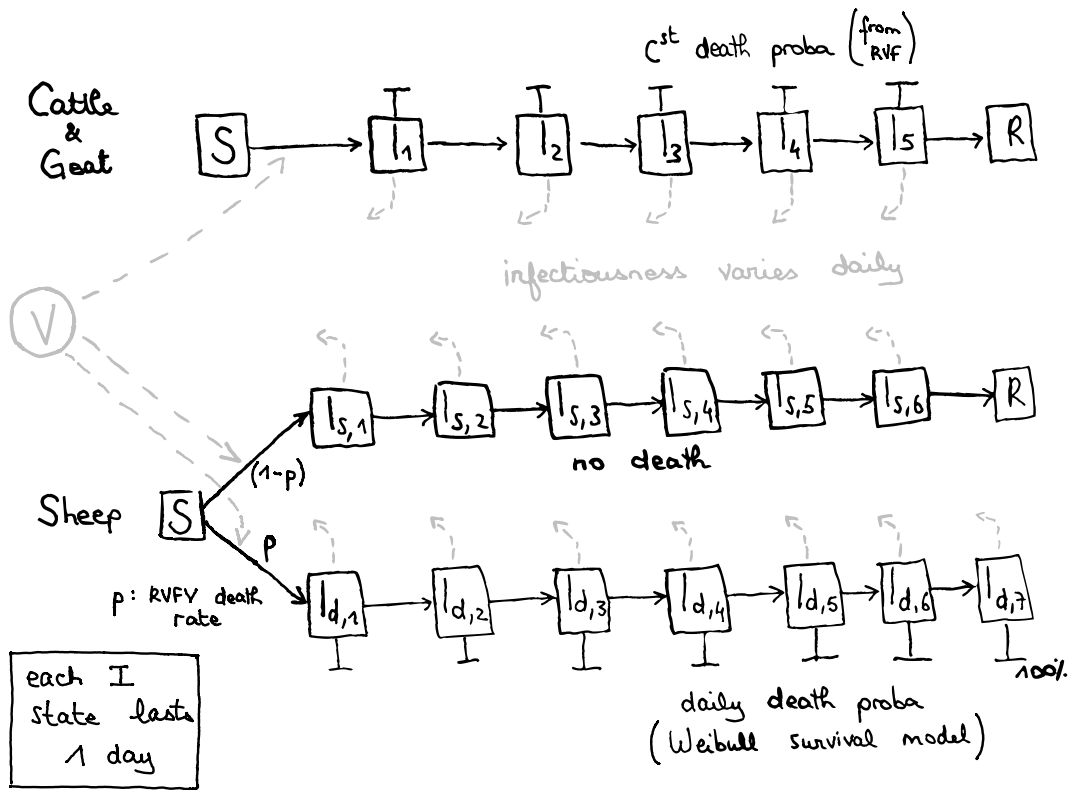 Cst death proba (from RVF)
Cattle & Goat
S I1 I2 I3 I4 I5 R
infectiousness varies daily
V
Is,1 Is,2 Is,3 Is,4 Is,5 Is,6 R
(1-p)
no death
Sheep
S
p
p: RVFV death
rate
Id,1 Id,2 Id,3 Id,4 Id,5 Id,6 Id,7
100%
each I
state lasts
1 day
daily death proba
(Weibull survival model)